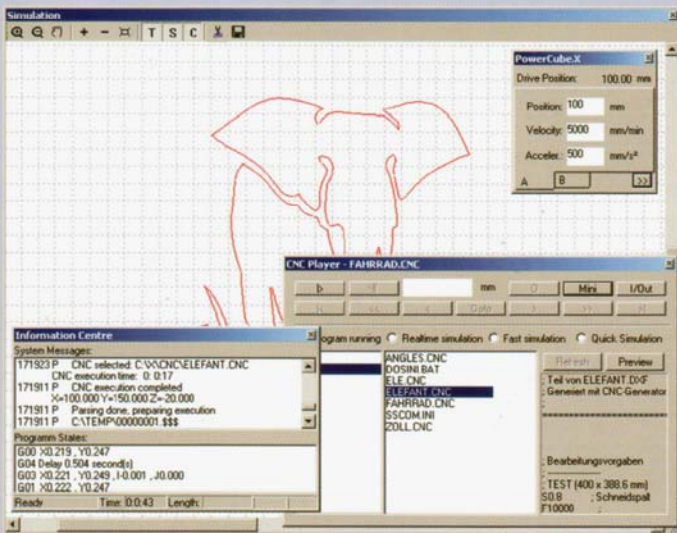 Simulation
T S C
PowerCube.X
Drive Position: 100.00 mm
Position: 100 mm
Velocity: 5000 mm/min
Acceler.: 500 mm/s²
A B >>
CNC Player - FAHRRAD.CNC
mm 0 Mini I/Out
Goto
program running Realtime simulation Fast simulation Quick Simulation
ANGLES.CNC
DOSINI.BAT
ELE.CNC
ELEFANT.CNC
FAHRRAD.CNC
SSCOM.INI
ZOLL.CNC
Refresh Preview
; Teil von ELEFANT.DXF
; Generiert mit CNC-Generator
; Bearbeitungsvorgaben
; TEST (400 x 388.6 mm)
S0.8 ; Schneidspalt
F10000 ;
Information Centre
System Messages:
171923 P CNC selected: C:\X\CNC\ELEFANT.CNC
CNC execution time: 0: 0:17
171911 P CNC execution completed
X=100.000 Y=150.000 Z=-20.000
171911 P Parsing done, preparing execution
171911 P C:\TEMP\00000001.$$$
Programm States:
G00 X0.219 , Y0.247
G04 Delay 0.504 second(s)
G03 X0.221 , Y0.249 , I-0.001 , J0.000
G01 X0.222 , Y0.247
Ready Time: 0:0:43 Length: